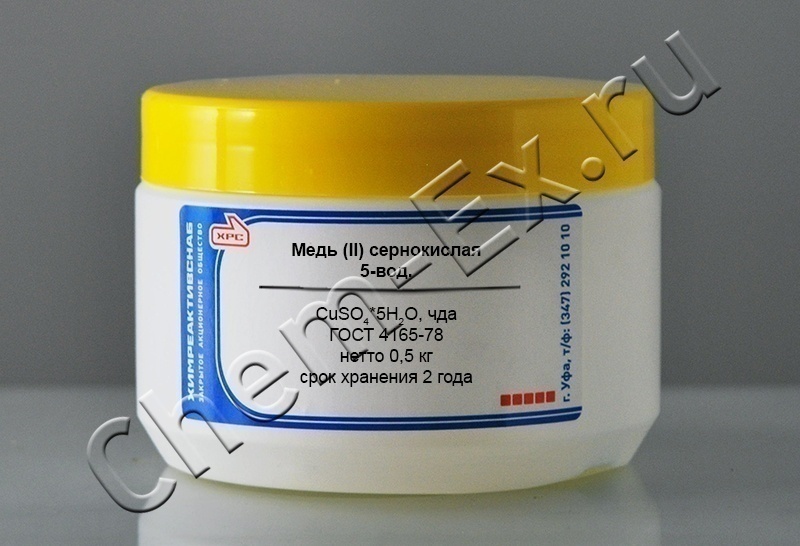 Chem-Ex.ru
ХИМРЕАКТИВСНАБ
ЗАКРЫТОЕ АКЦИОНЕРНОЕ ОБЩЕСТВО
ХРС
Медь (II) сернокислая
5-вод.
CuSO4*5H2O, чда
ГОСТ 4165-78
нетто 0,5 кг
срок хранения 2 года
г. Уфа, т/ф: (347) 292 10 10